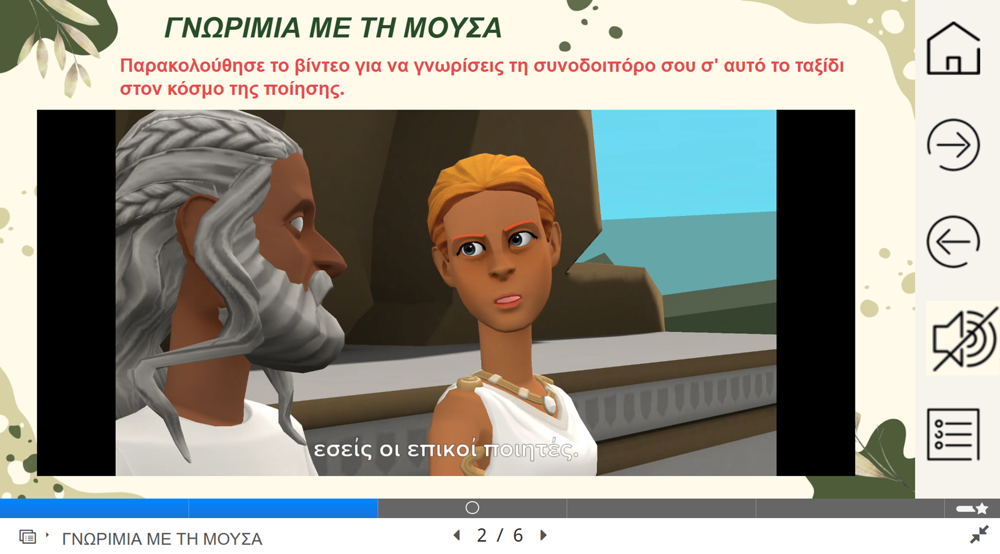 ΓΝΩΡΙΜΙΑ ΜΕ ΤΗ ΜΟΥΣΑ
Παρακολούθησε το βίντεο για να γνωρίσεις τη συνοδοιπόρο σου σ' αυτό το ταξίδι
στον κόσμο της ποίησης.
εσείς οι επικοί ποιητές.
ΓΝΩΡΙΜΙΑ ΜΕ ΤΗ ΜΟΥΣΑ
2 / 6